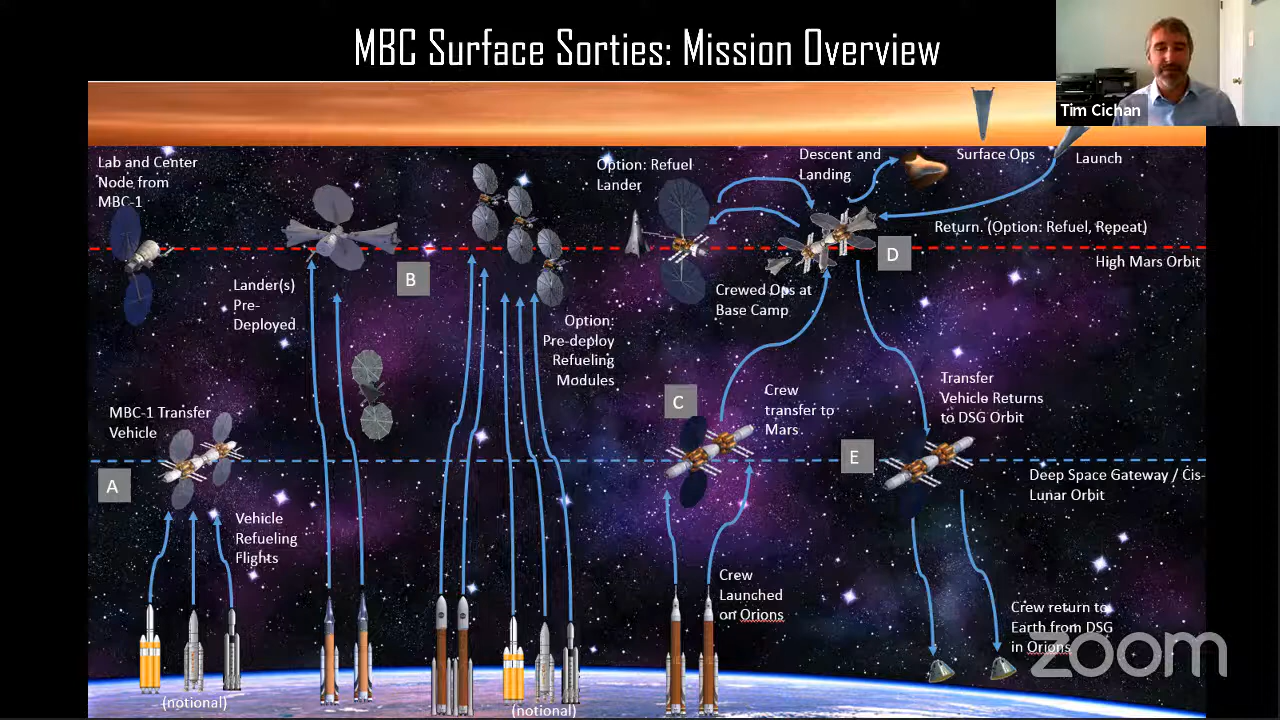 MBC Surface Sorties: Mission Overview
Tim Cichan
Lab and Center
Node from
MBC-1
Option: Refuel
Lander
Descent and
Landing
Surface Ops
Launch
Return. (Option: Refuel, Repeat)
D
High Mars Orbit
B
Lander(s)
Pre-
Deployed
Crewed Ops at
Base Camp
Option:
Pre-deploy
Refueling
Modules
C
Crew
transfer to
Mars
Transfer
Vehicle Returns
to DSG Orbit
MBC-1 Transfer
Vehicle
E
A
Deep Space Gateway / Cis-
Lunar Orbit
Vehicle
Refueling
Flights
Crew
Launched
on Orions
Crew return to
Earth from DSG
in Orions
zoom
(notional)
(notional)